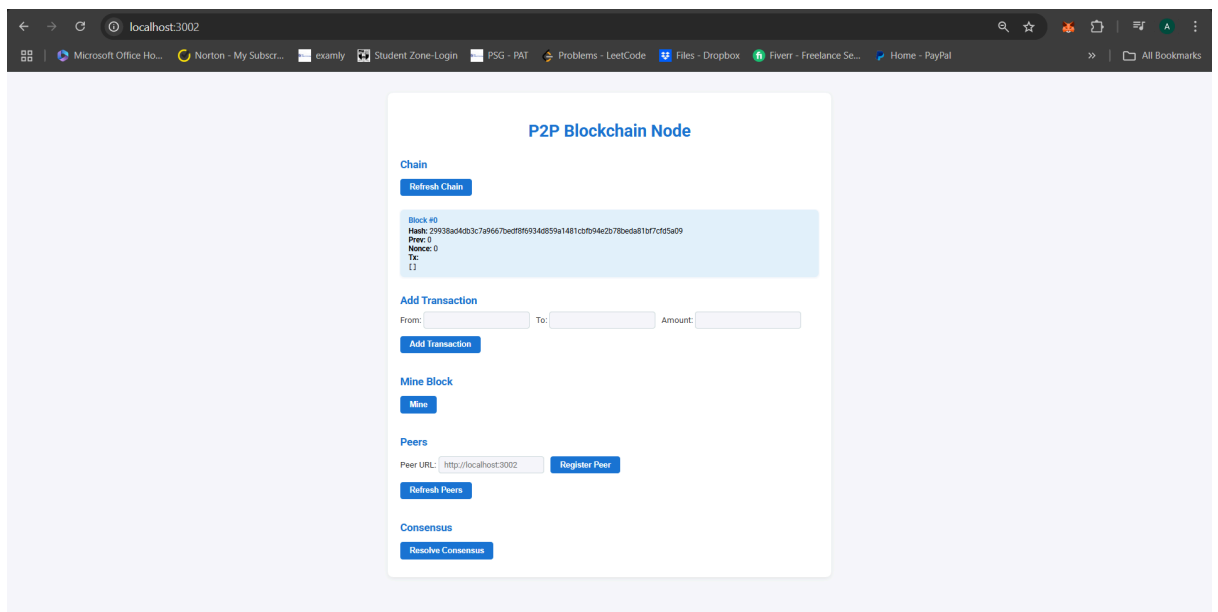 localhost:3002
A
Microsoft Office Ho... Norton - My Subscr... examly Student Zone-Login PSG - PAT Problems - LeetCode Files - Dropbox Fiverr - Freelance Se... Home - PayPal » All Bookmarks
P2P Blockchain Node
Chain
Refresh Chain
Block #0
Hash: 29938ad4db3c7a9667bedf8f6934d859a1481cbfb94e2b78beda81bf7cfd5a09
Prev: 0
Nonce: 0
Tx:
[]
Add Transaction
From: To: Amount:
Add Transaction
Mine Block
Mine
Peers
Peer URL: http://localhost:3002 Register Peer
Refresh Peers
Consensus
Resolve Consensus